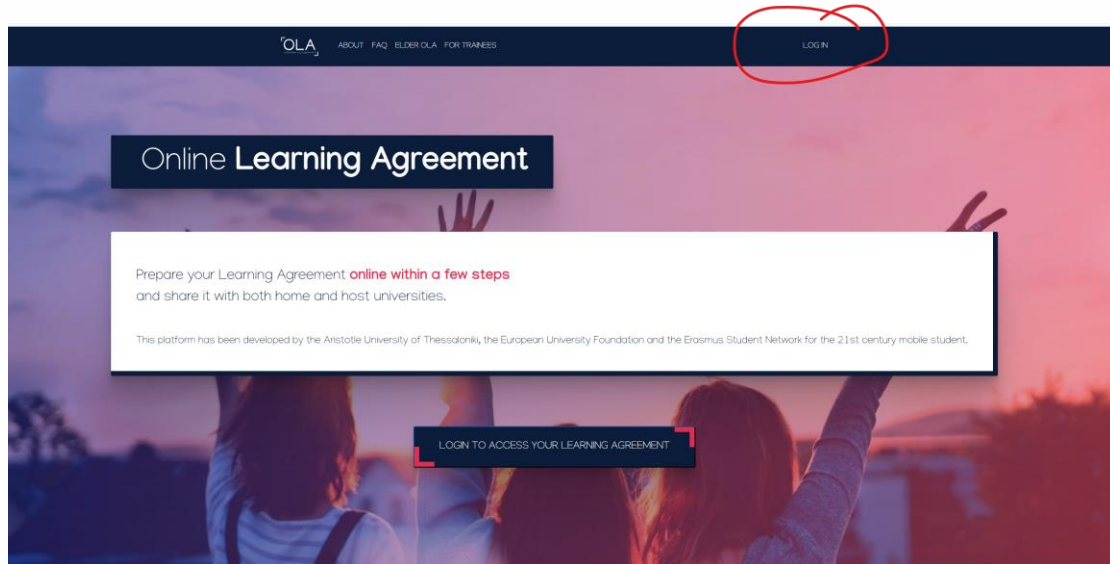 OLA ABOUT FAQ ELDER OLA FOR TRAINEES LOG IN
Online Learning Agreement
Prepare your Learning Agreement online within a few steps
and share it with both home and host universities.
This platform has been developed by the Aristotle University of Thessaloniki, the European University Foundation and the Erasmus Student Network for the 21st century mobile student.
LOGIN TO ACCESS YOUR LEARNING AGREEMENT